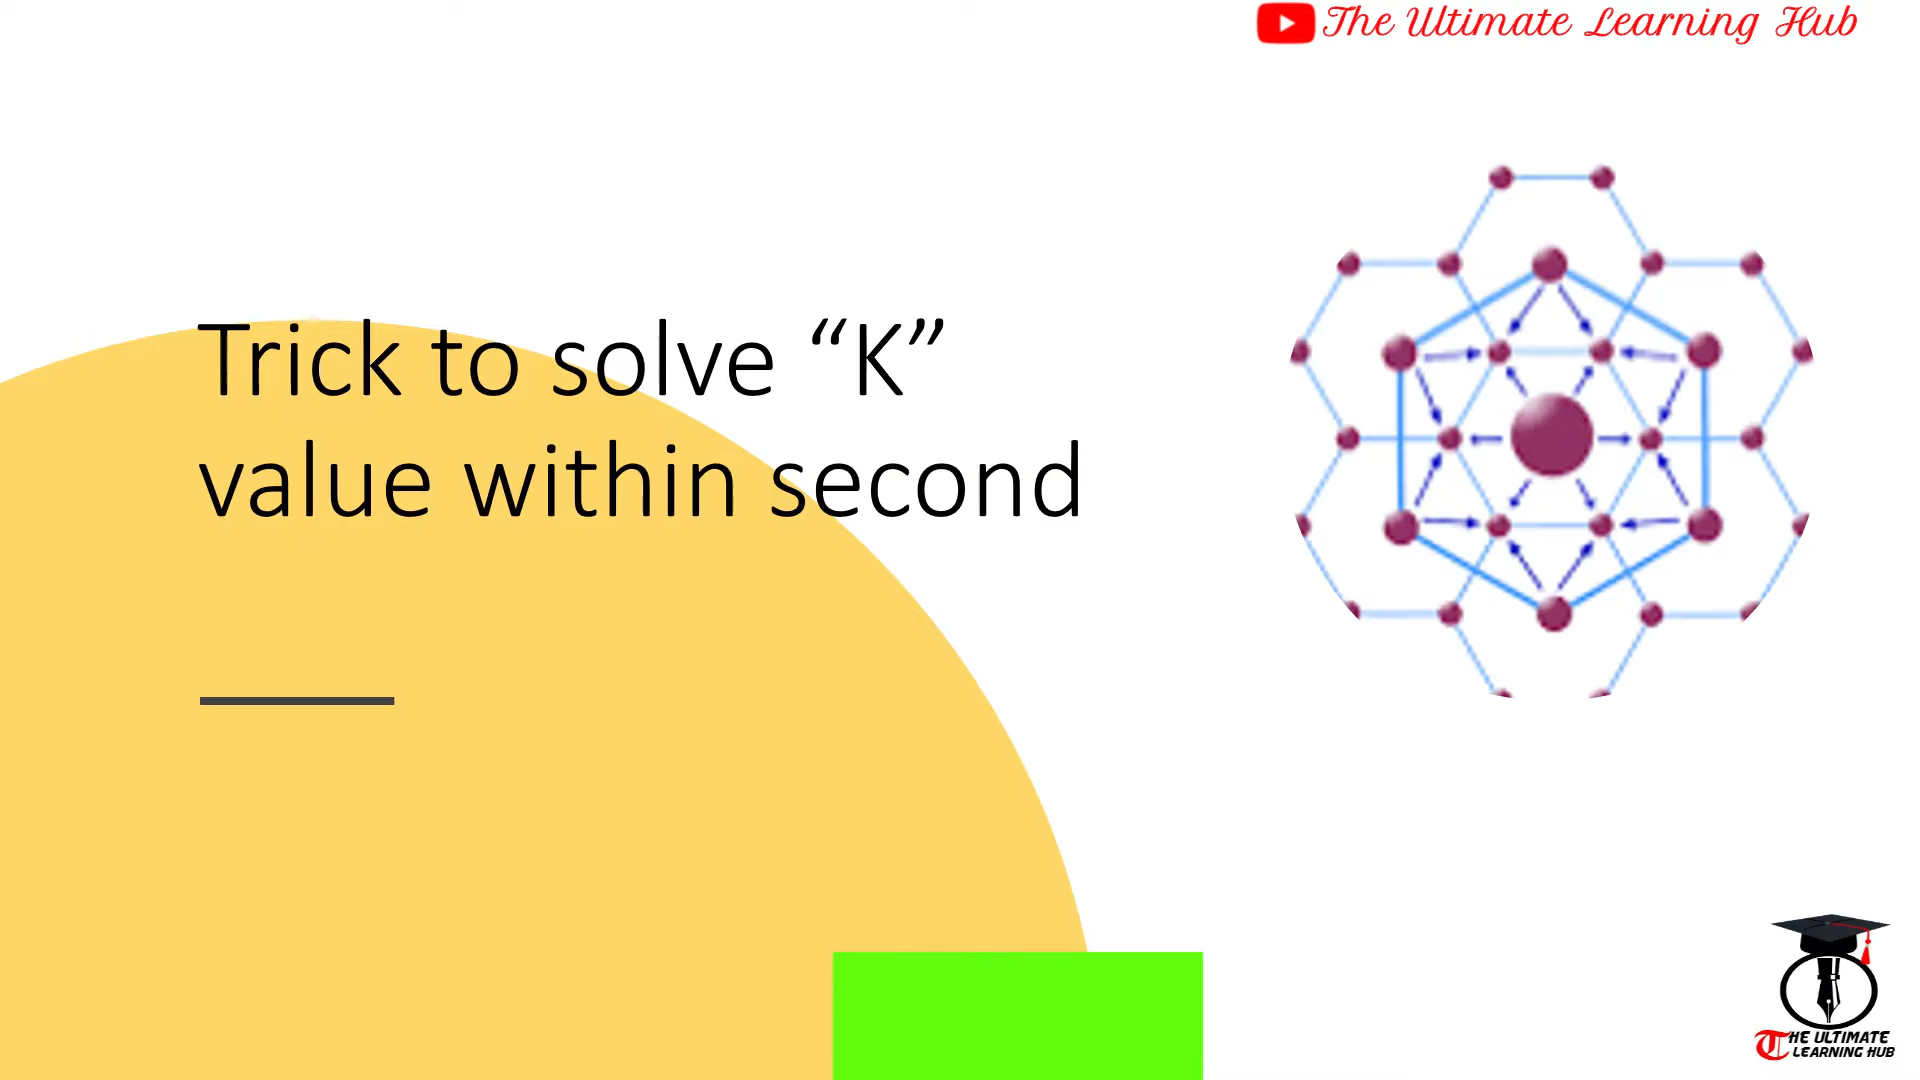 The Ultimate Learning Hub
Trick to solve “K”
value within second
THE ULTIMATE
LEARNING HUB